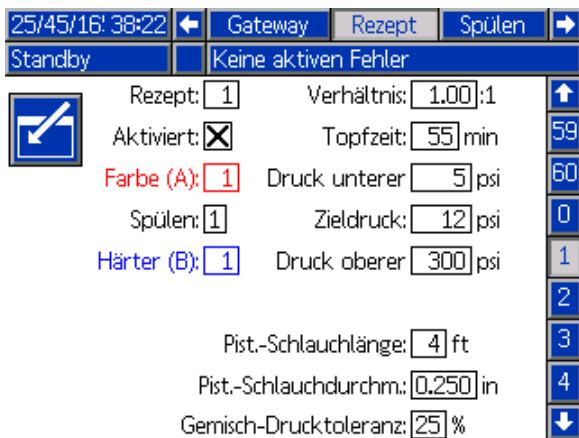 25/45/16' 38:22 Gateway Rezept Spülen
Standby Keine aktiven Fehler
Rezept: 1 Verhältnis: 1.00 :1
Aktiviert: X Topfzeit: 55 min 59
Farbe (A): 1 Druck unterer 5 psi 60
Spülen: 1 Zieldruck: 12 psi 0
Härter (B): 1 Druck oberer 300 psi 1
2
Pist.-Schlauchlänge: 4 ft 3
Pist.-Schlauchdurchm.: 0.250 in 4
Gemisch-Drucktoleranz: 25 %